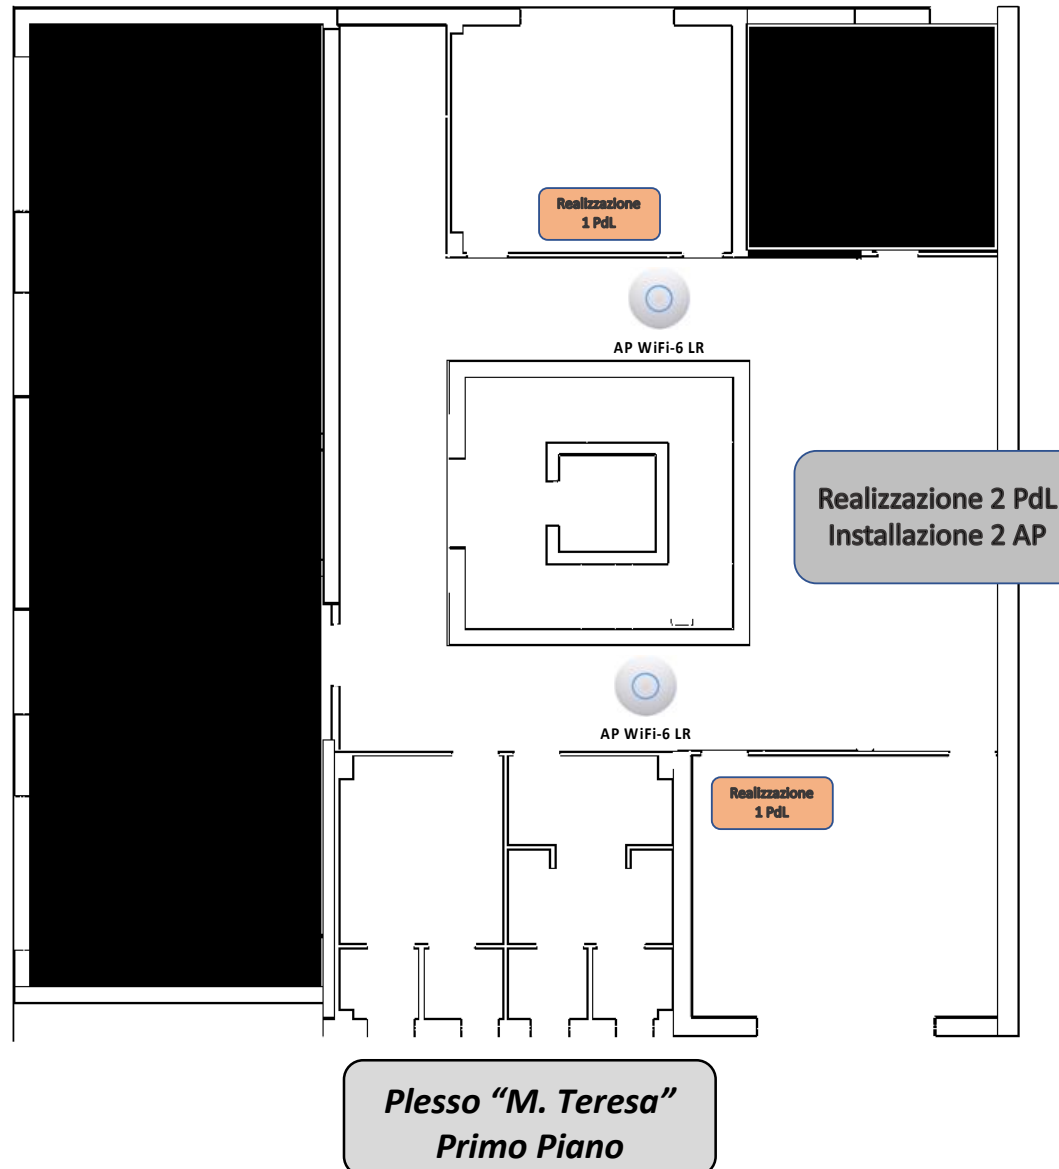 Realizzazione
1 PdL
AP WiFi-6 LR
Realizzazione 2 PdL
Installazione 2 AP
AP WiFi-6 LR
Realizzazione
1 PdL
Plesso “M. Teresa”
Primo Piano